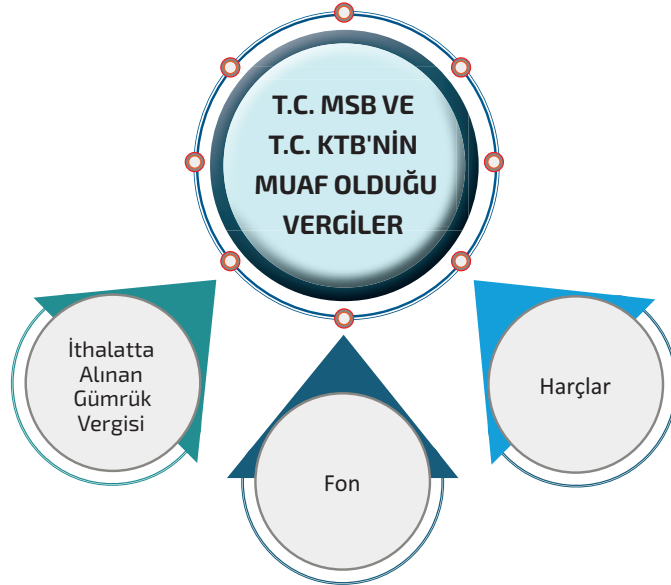 T.C. MSB VE
T.C. KTB'NİN
MUAF OLDUĞU
VERGİLER
İthalatta
Alınan
Gümrük
Vergisi
Fon
Harçlar